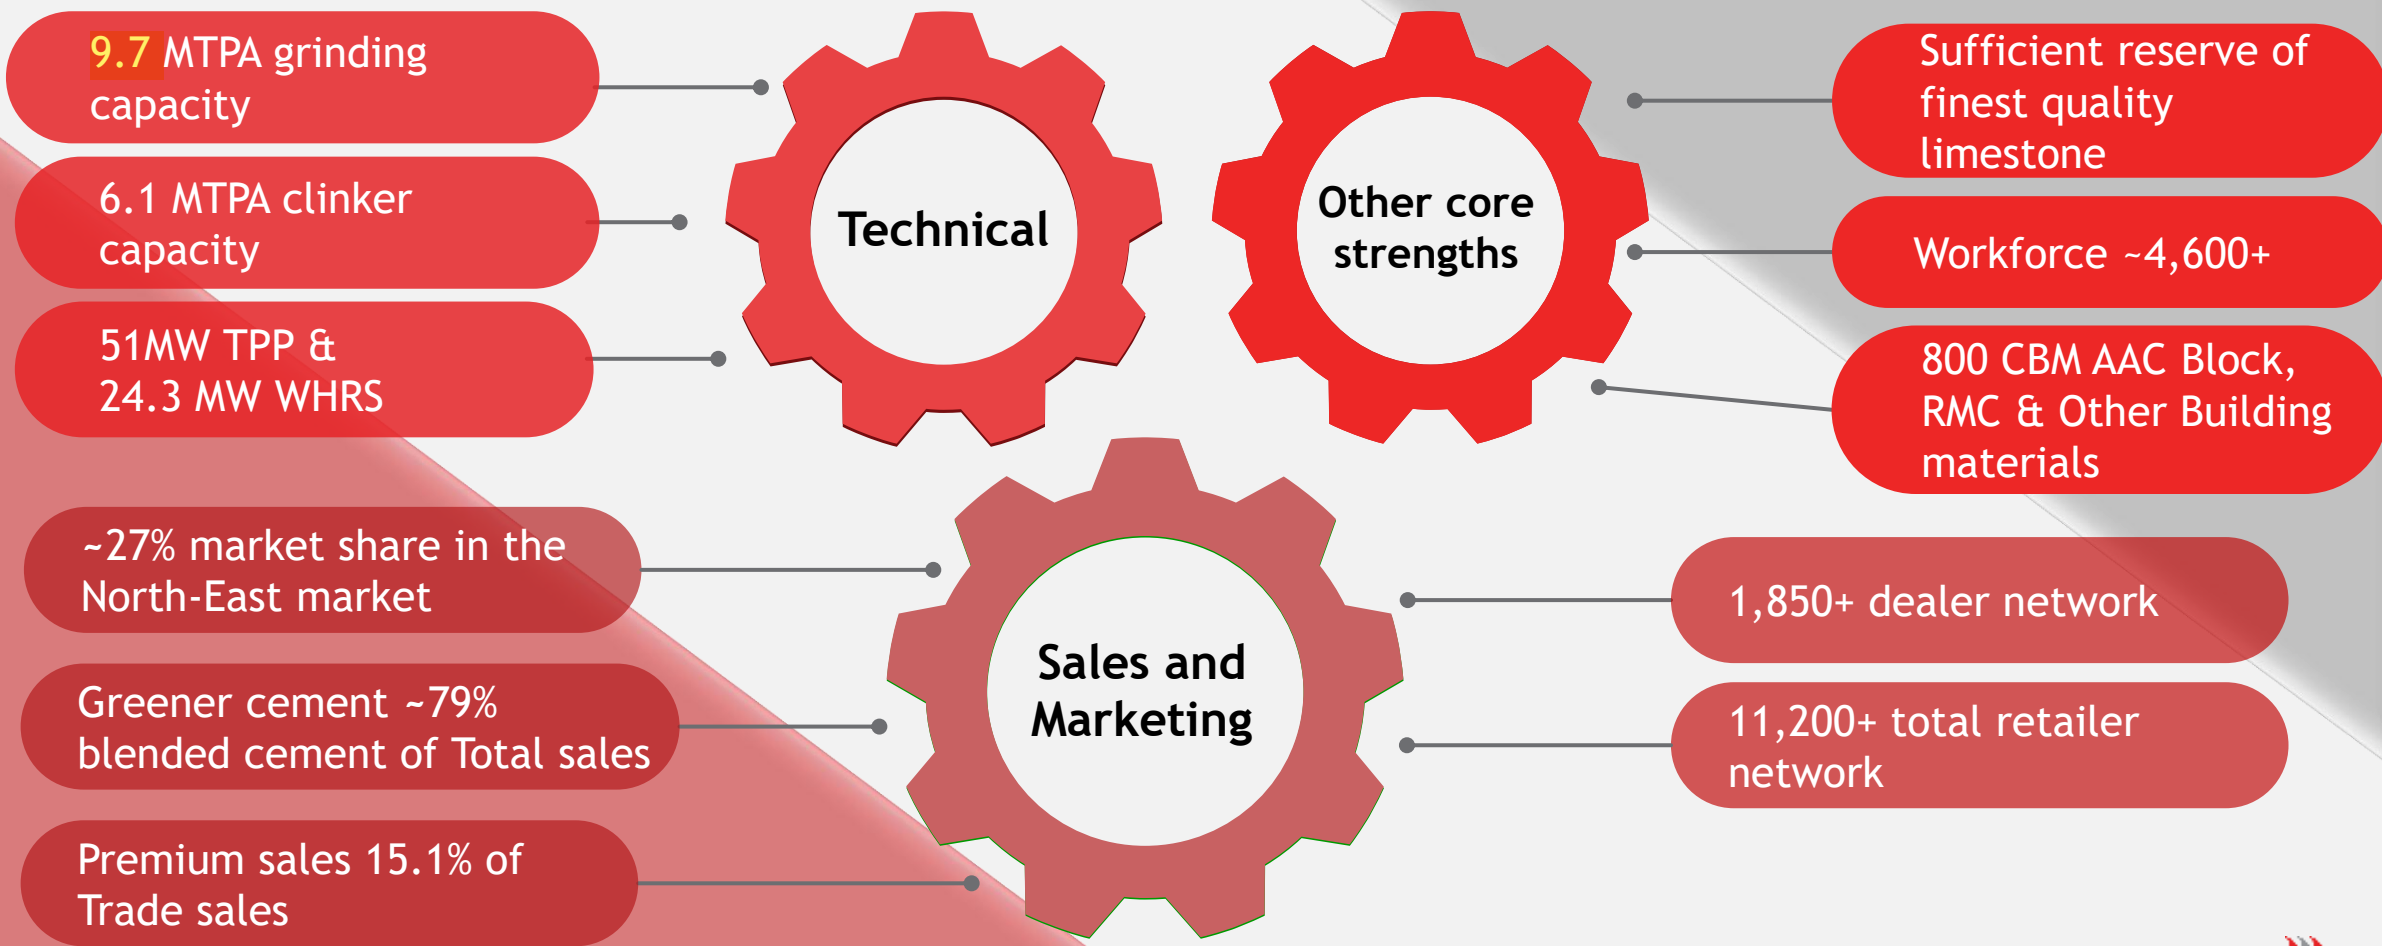 9.7 MTPA grinding
capacity
6.1 MTPA clinker
capacity
51MW TPP &
24.3 MW WHRS
Technical
Other core
strengths
Sufficient reserve of
finest quality
limestone
Workforce ~4,600+
800 CBM AAC Block,
RMC & Other Building
materials
~27% market share in the
North-East market
Greener cement ~79%
blended cement of Total sales
Premium sales 15.1% of
Trade sales
Sales and
Marketing
1,850+ dealer network
11,200+ total retailer
network